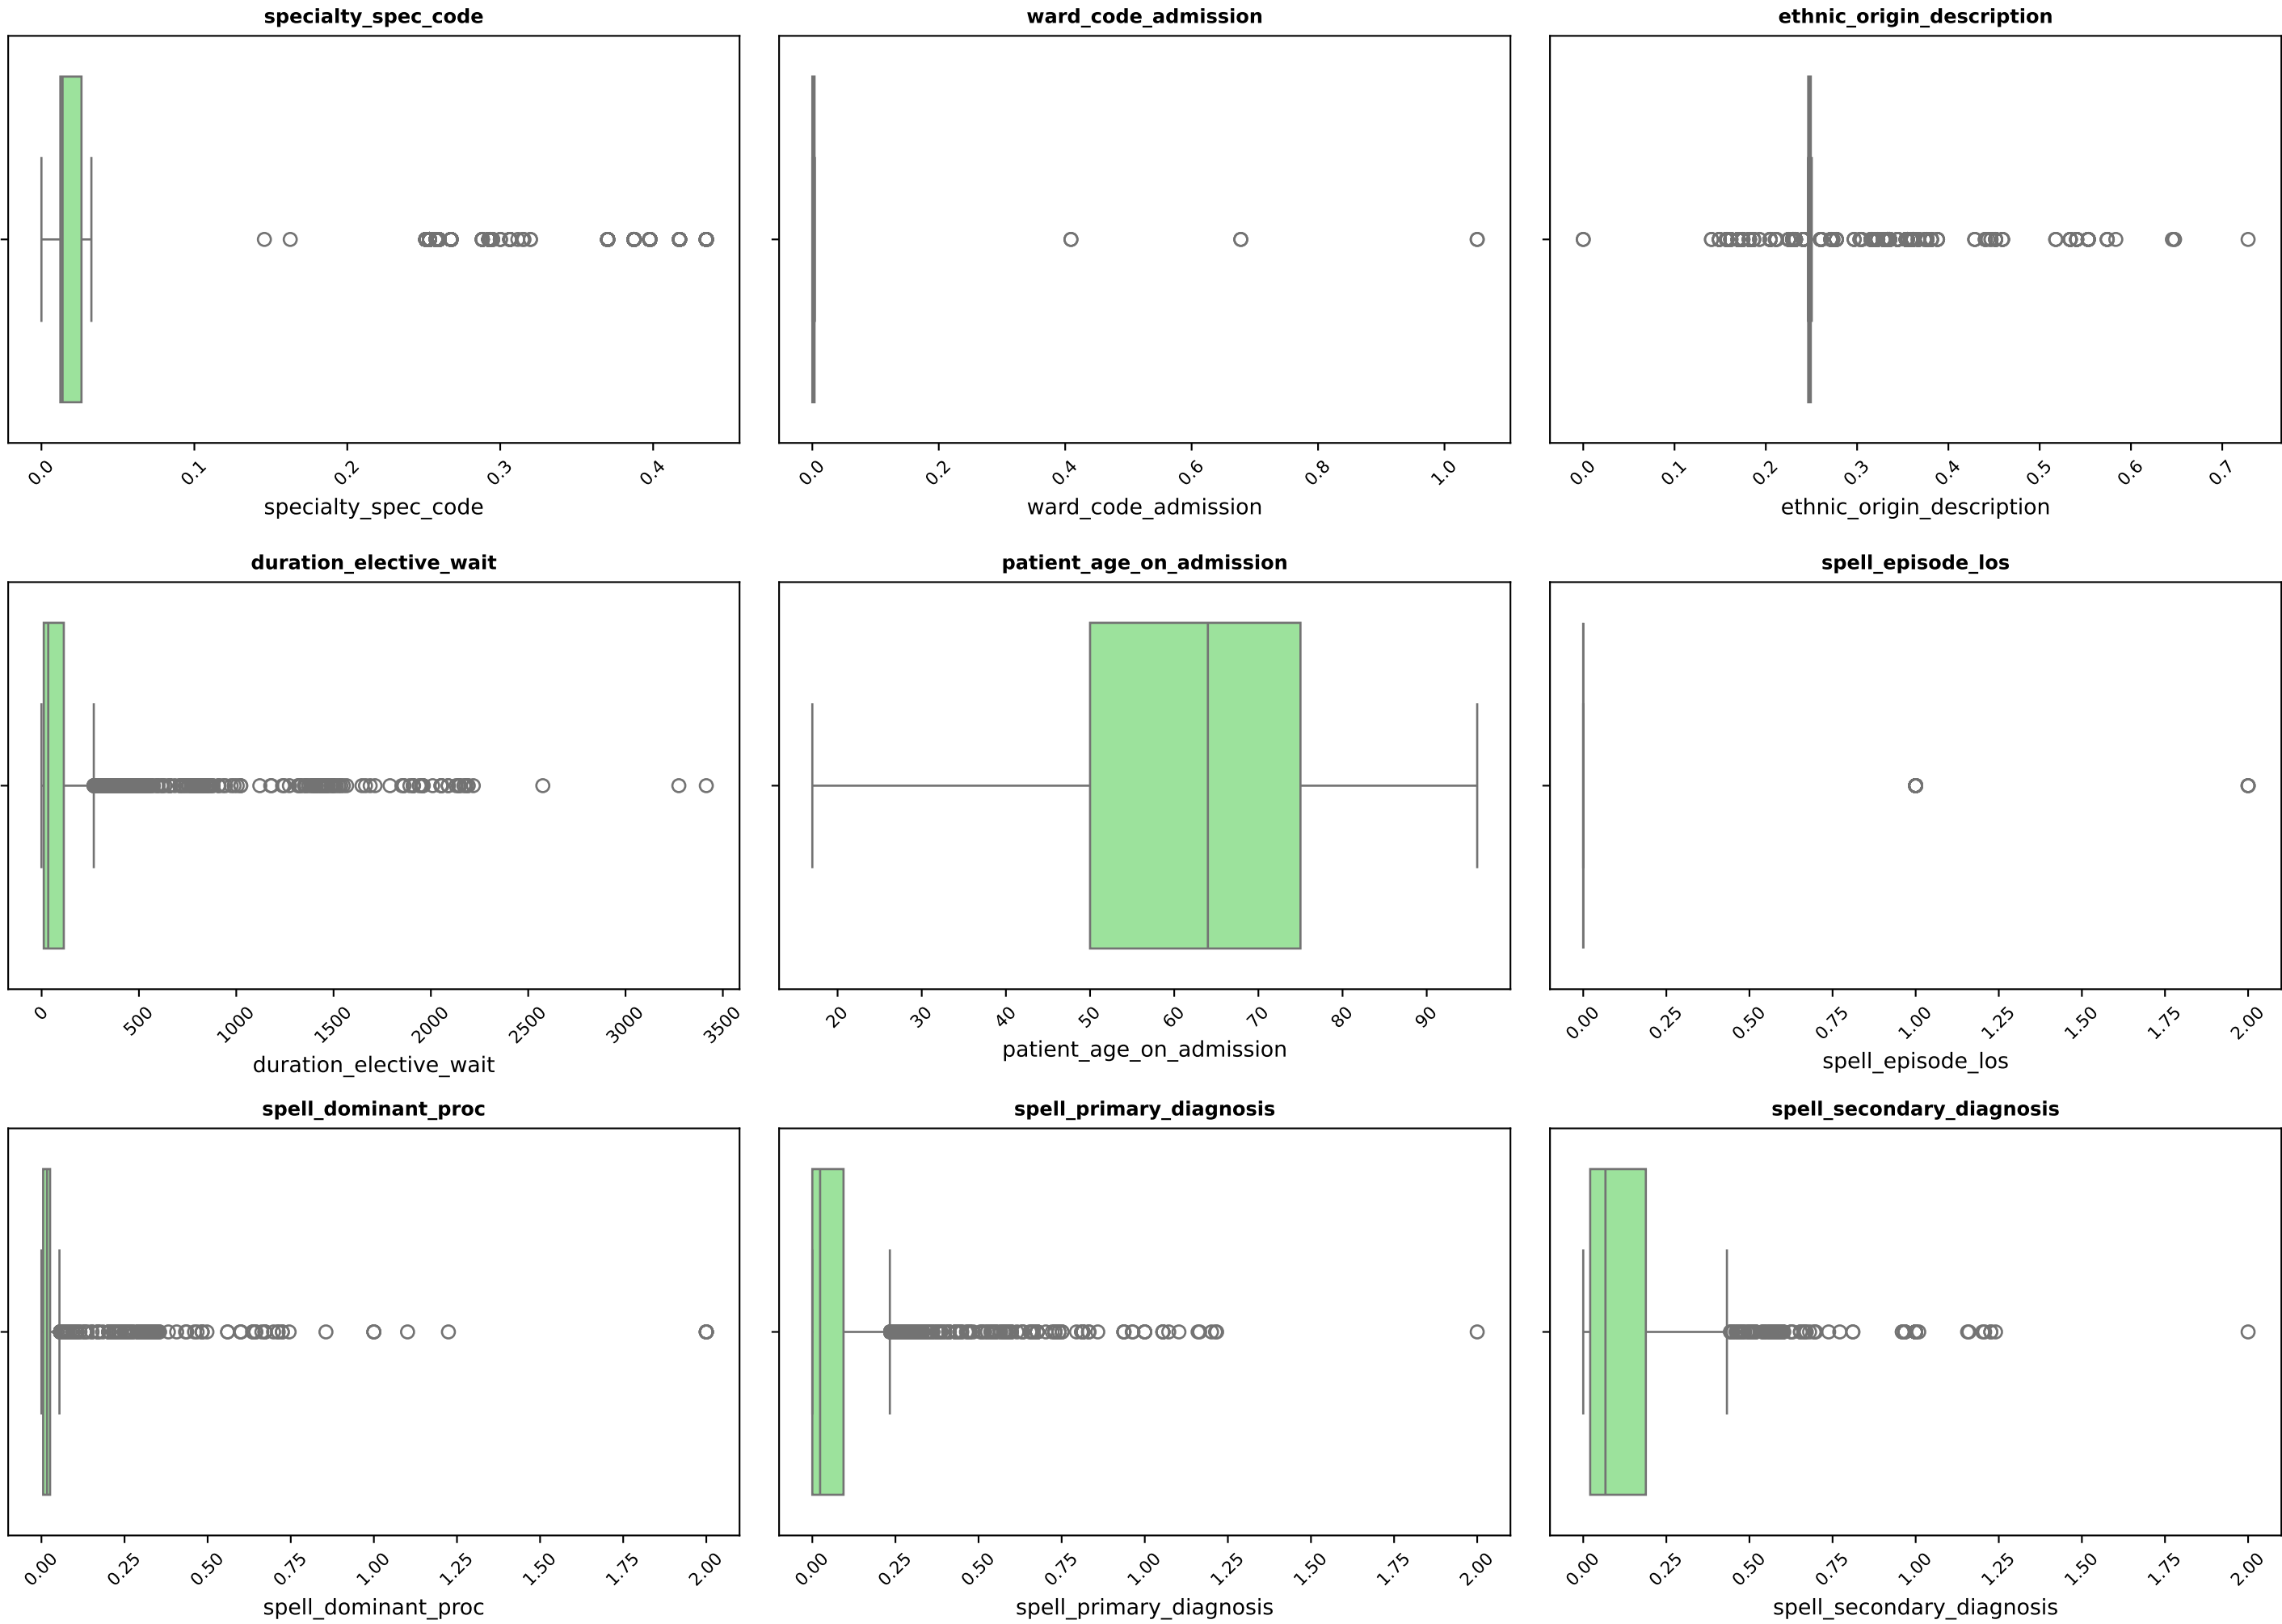 specialty_spec_code
ward_code_admission
ethnic_origin_description
0.0 0.1 0.2 0.3 0.4
0.0 0.2 0.4 0.6 0.8 1.0
0.0 0.1 0.2 0.3 0.4 0.5 0.6 0.7
specialty_spec_code
ward_code_admission
ethnic_origin_description
duration_elective_wait
patient_age_on_admission
spell_episode_los
0 500 1000 1500 2000 2500 3000 3500
20 30 40 50 60 70 80 90
0.00 0.25 0.50 0.75 1.00 1.25 1.50 1.75 2.00
duration_elective_wait
patient_age_on_admission
spell_episode_los
spell_dominant_proc
spell_primary_diagnosis
spell_secondary_diagnosis
0.00 0.25 0.50 0.75 1.00 1.25 1.50 1.75 2.00
0.00 0.25 0.50 0.75 1.00 1.25 1.50 1.75 2.00
0.00 0.25 0.50 0.75 1.00 1.25 1.50 1.75 2.00
spell_dominant_proc
spell_primary_diagnosis
spell_secondary_diagnosis